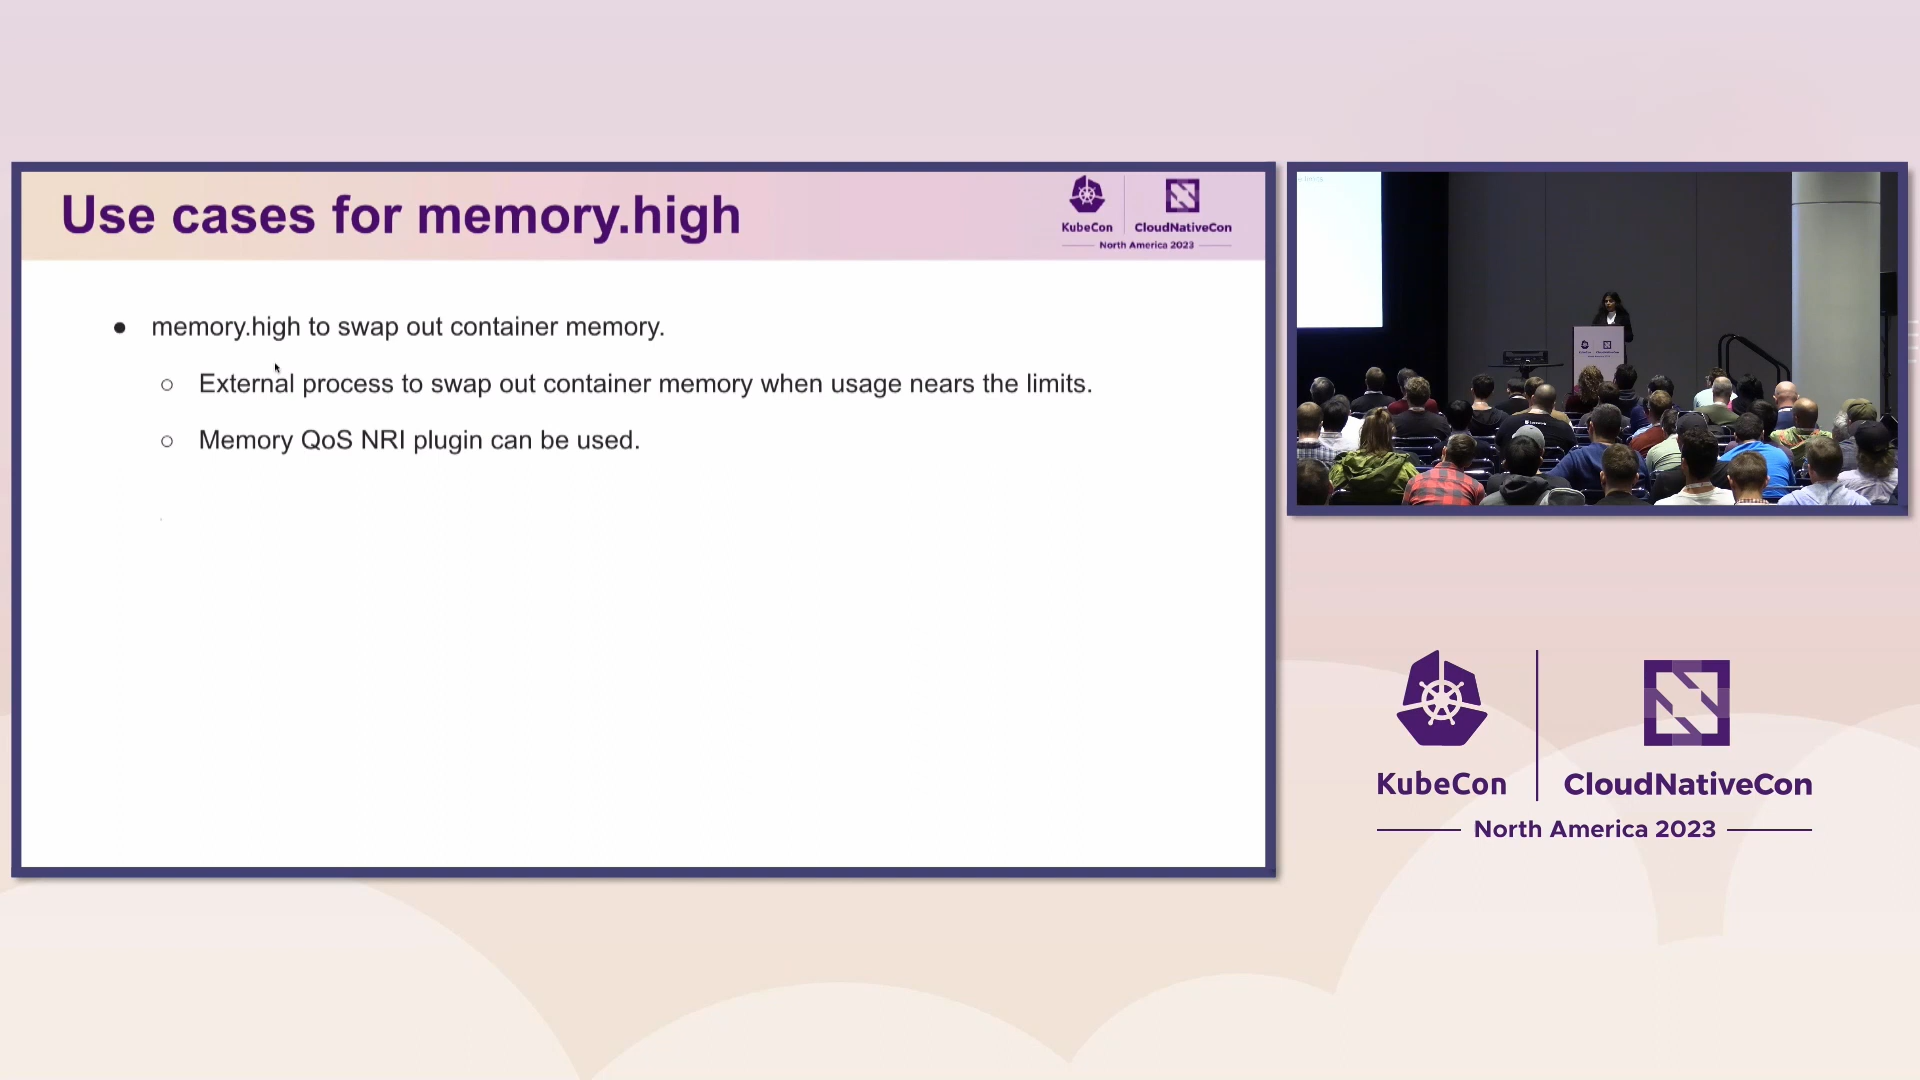 Use cases for memory.high
KubeCon
CloudNativeCon
North America 2023
● memory.high to swap out container memory.
○ External process to swap out container memory when usage nears the limits.
○ Memory QoS NRI plugin can be used.
KubeCon
CloudNativeCon
North America 2023